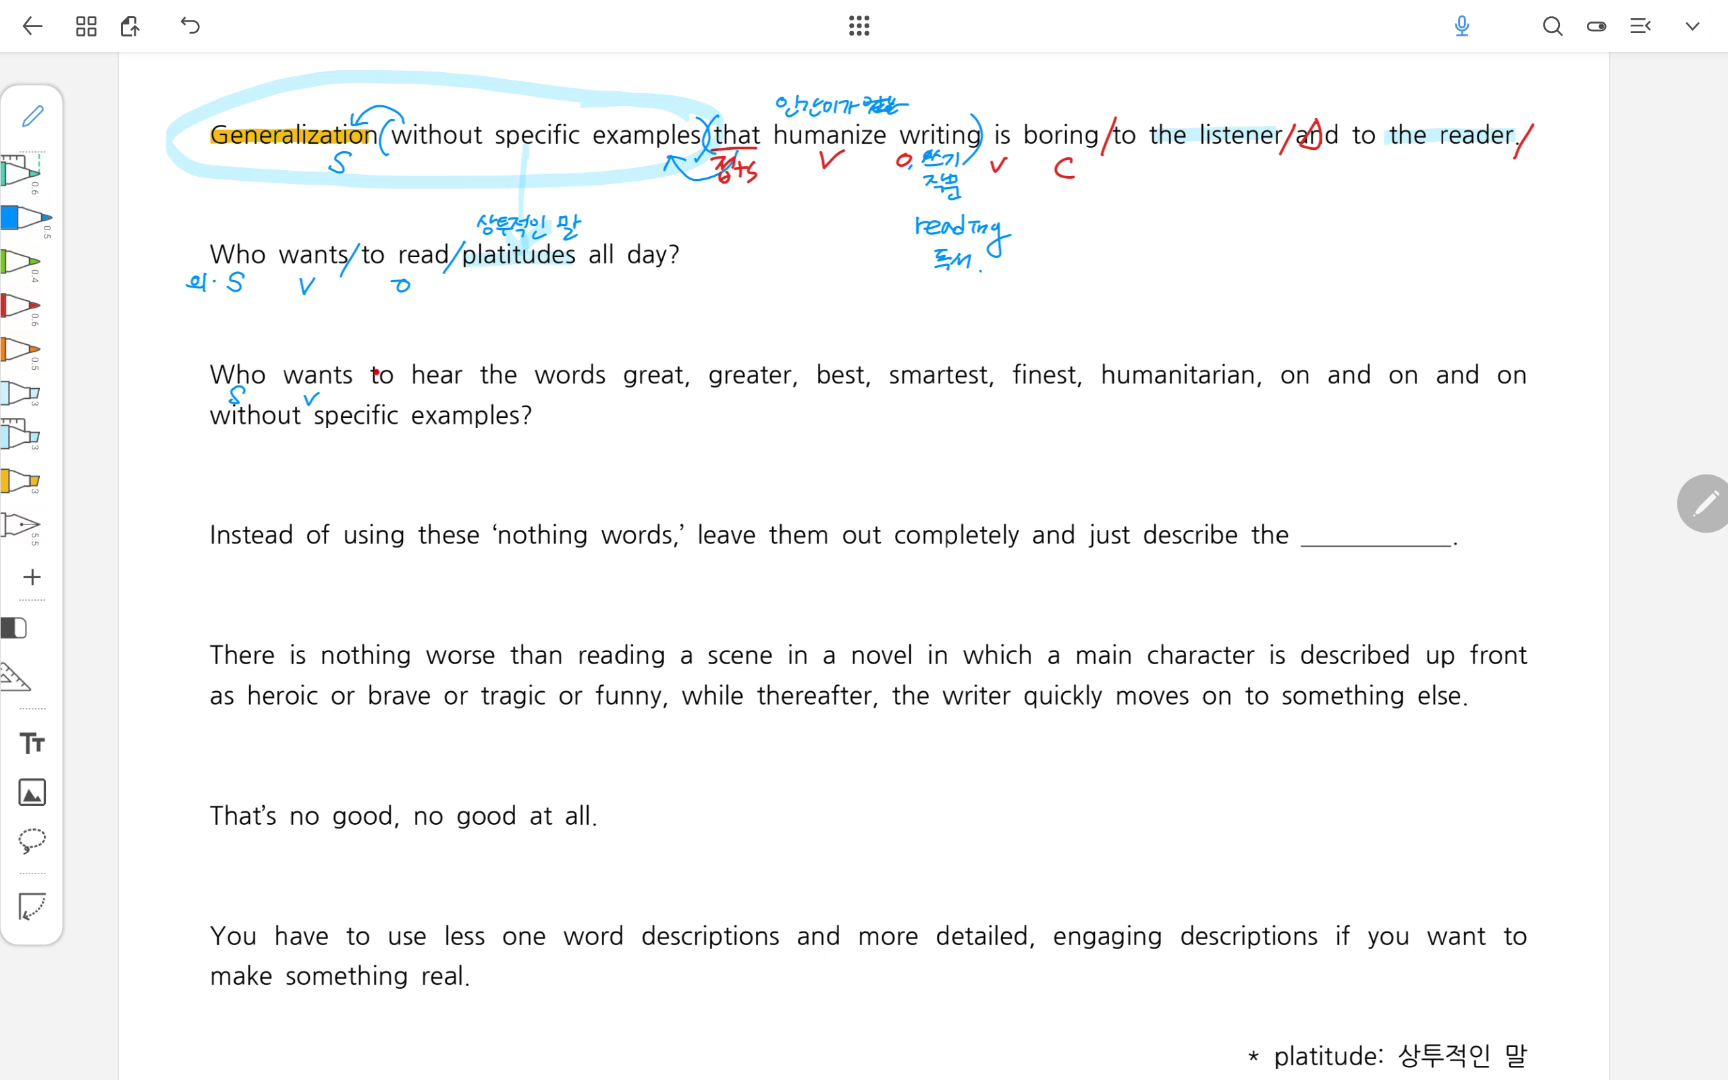 인간미가
Generalization (without specific examples) (that humanize writing) is boring / to the listener / and to the reader. /
S V O, 쓰기 V C
작법
상투적인 말 reading
Who wants / to read / platitudes all day?
독서.
의. S V O
Who wants to hear the words great, greater, best, smartest, finest, humanitarian, on and on and on
S V
without specific examples?
Instead of using these ‘nothing words,’ leave them out completely and just describe the ____________.
There is nothing worse than reading a scene in a novel in which a main character is described up front
as heroic or brave or tragic or funny, while thereafter, the writer quickly moves on to something else.
That’s no good, no good at all.
You have to use less one word descriptions and more detailed, engaging descriptions if you want to
make something real.
* platitude: 상투적인 말